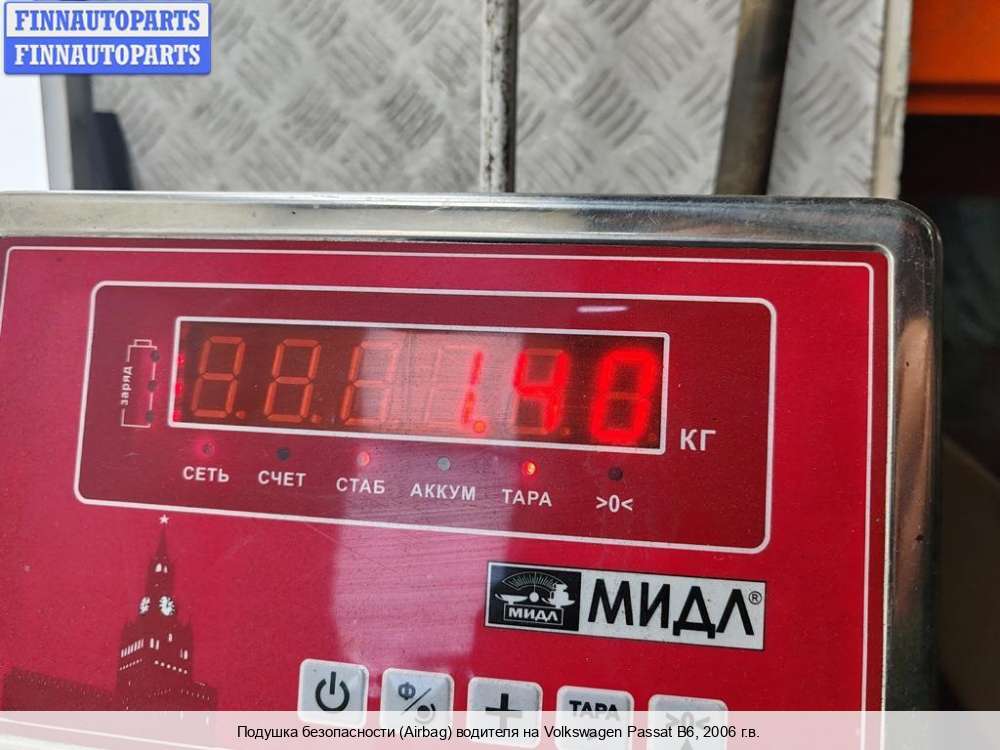 FINNAUTOPARTS
FINNAUTOPARTS
заряд
1.40
КГ
СЕТЬ СЧЕТ СТАБ АККУМ ТАРА >0<
МИДЛ
МИДЛ®
Ф
ТАРА
>0<
Подушка безопасности (Airbag) водителя на Volkswagen Passat B6, 2006 г.в.